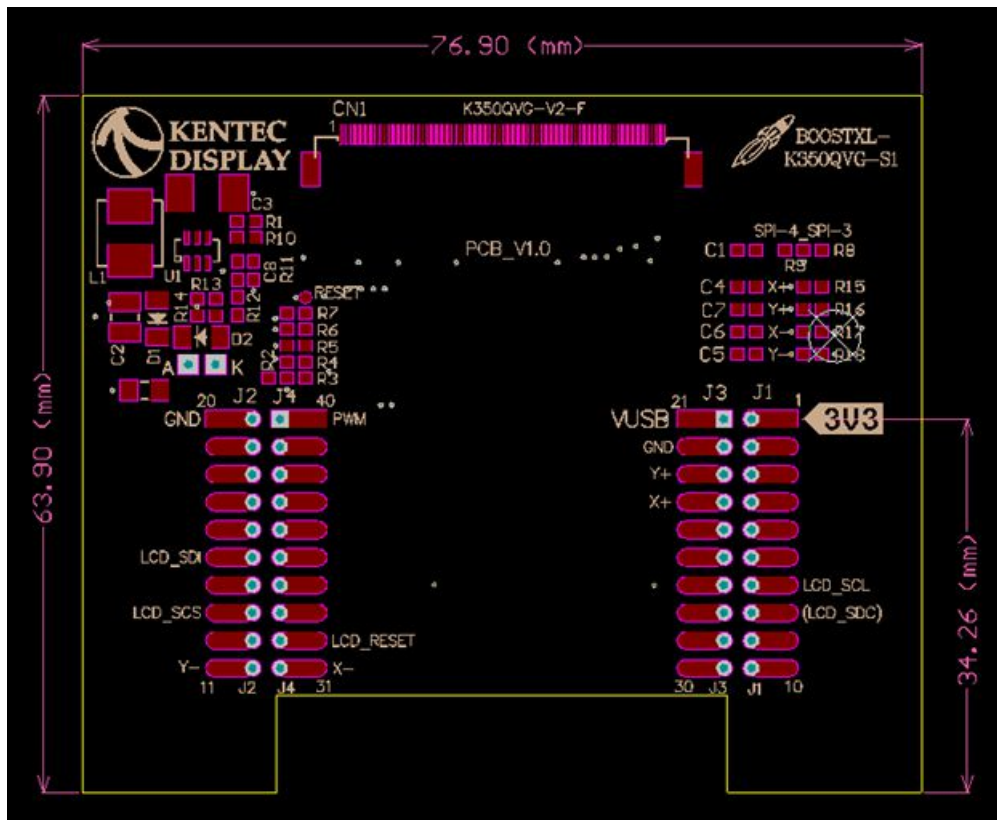 76.90 (mm)
CN1
K350QVG-V2-F
1
KENTEC
DISPLAY
BOOSTXL-
K350QVG-S1
C3
R1
R10
L1
U1
C8
R11
PCB_V1.0
SPI-4_SPI-3
C1
R8
R9
R13
R14
R12
RESET
C4
X+
R15
C7
Y+
R16
C6
X-
R17
C5
Y-
R18
R7
R6
R5
R4
R2
R3
C2
D1
D2
A
K
20
J2
J4
40
GND
PWM
21
J3
J1
1
VUSB
3V3
GND
Y+
X+
LCD_SDI
LCD_SCL
LCD_SCS
(LCD_SDC)
LCD_RESET
Y-
X-
11
J2
J4
31
30
J3
J1
10
63.90 (mm)
34.26 (mm)